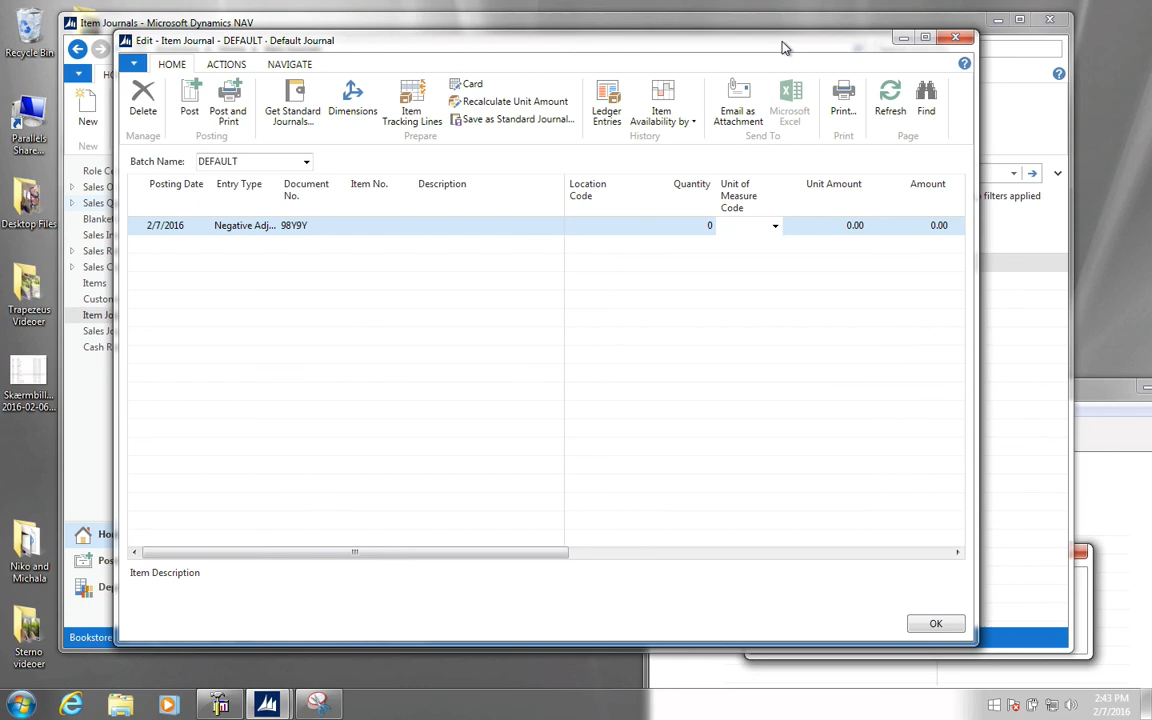 Recycle Bin
Parallels
Share...
Desktop Files
Trapezeus
Videoer
Skærmbill...
2016-02-06...
Niko and
Michala
Sterno
videoer
Item Journals - Microsoft Dynamics NAV
New
New
Role Ce
Sales O
Sales Q
Blanket
Sales In
Sales R
Sales C
Items
Custom
Item Jo
Sales Jo
Cash R
Ho
Pos
De
Bookstore
filters applied
Edit - Item Journal - DEFAULT · Default Journal
HOME ACTIONS NAVIGATE
Delete
Manage
Post
Post and
Print
Posting
Get Standard
Journals...
Dimensions
Item
Tracking Lines
Card
Recalculate Unit Amount
Save as Standard Journal...
Prepare
Ledger
Entries
Item
Availability by
History
Email as
Attachment
Microsoft
Excel
Send To
Print...
Print
Refresh
Find
Page
Batch Name: DEFAULT
Posting Date Entry Type Document No. Item No. Description Location Code Quantity Unit of Measure Code Unit Amount Amount
2/7/2016 Negative Adj... 98Y9Y 0 0.00 0.00
Item Description
OK
2:43 PM
2/7/2016